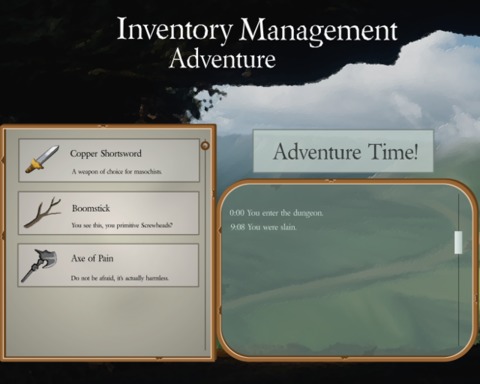 Inventory Management
Adventure
Copper Shortsword
A weapon of choice for masochists.
Boomstick
You see this, you primitive Screwheads?
Axe of Pain
Do not be afraid, it's actually harmless.
Adventure Time!
0:00 You enter the dungeon.
9:08 You were slain.